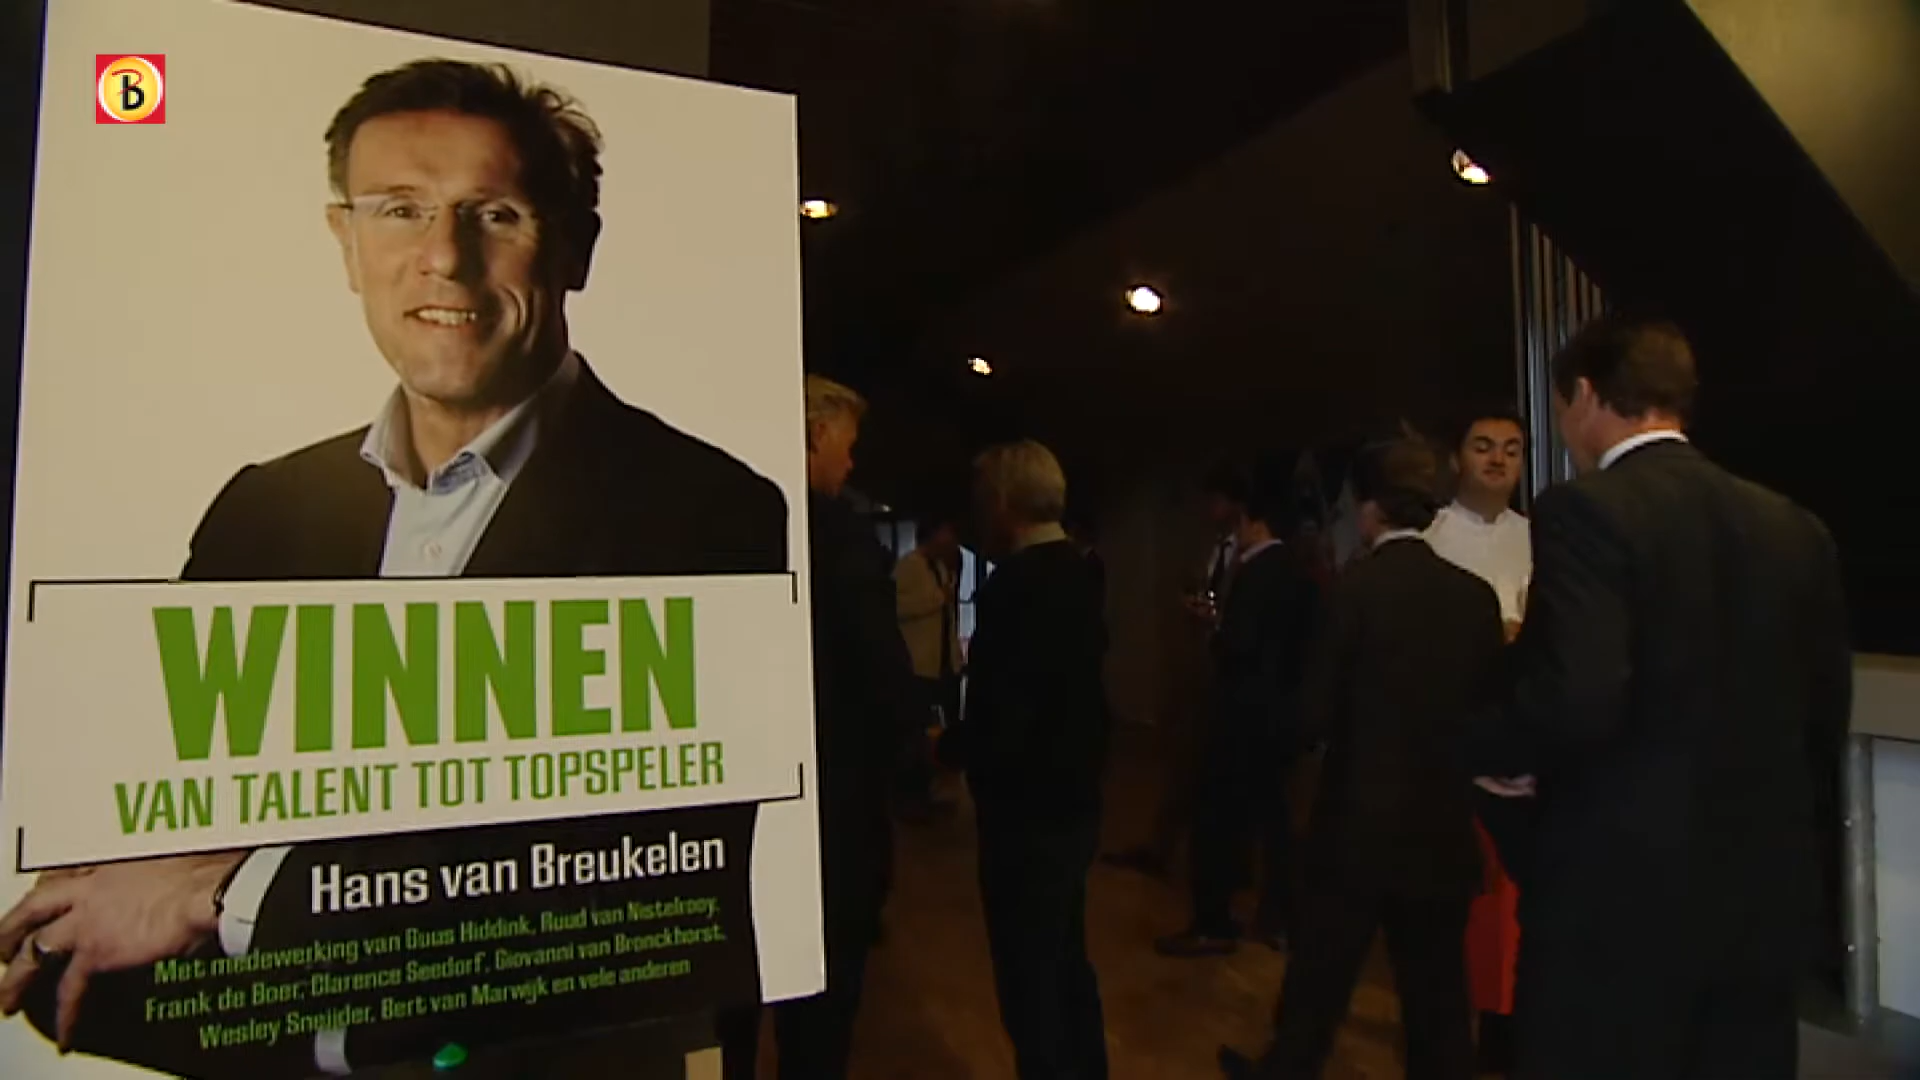 B
WINNEN
VAN TALENT TOT TOPSPELER
Hans van Breukelen
Met medewerking van Guus Hiddink, Ruud van Nistelrooy,
Frank de Boer, Clarence Seedorf, Giovanni van Bronckhorst,
Wesley Sneijder, Bert van Marwijk en vele anderen